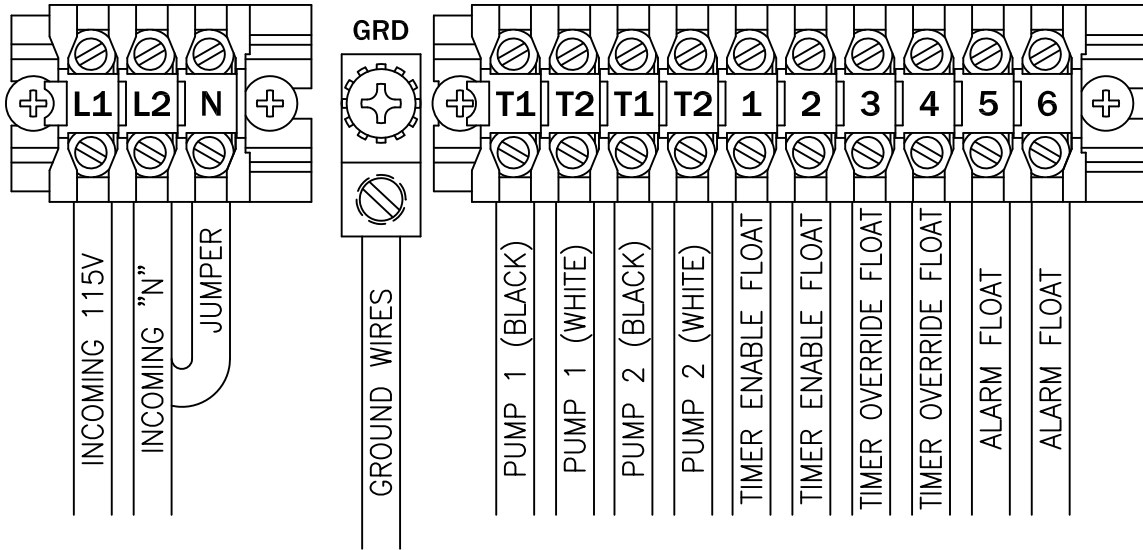 GRD
L1 L2 N
T1 T2 T1 T2 1 2 3 4 5 6
INCOMING 115V
INCOMING "N"
JUMPER
GROUND WIRES
PUMP 1 (BLACK)
PUMP 1 (WHITE)
PUMP 2 (BLACK)
PUMP 2 (WHITE)
TIMER ENABLE FLOAT
TIMER ENABLE FLOAT
TIMER OVERRIDE FLOAT
TIMER OVERRIDE FLOAT
ALARM FLOAT
ALARM FLOAT